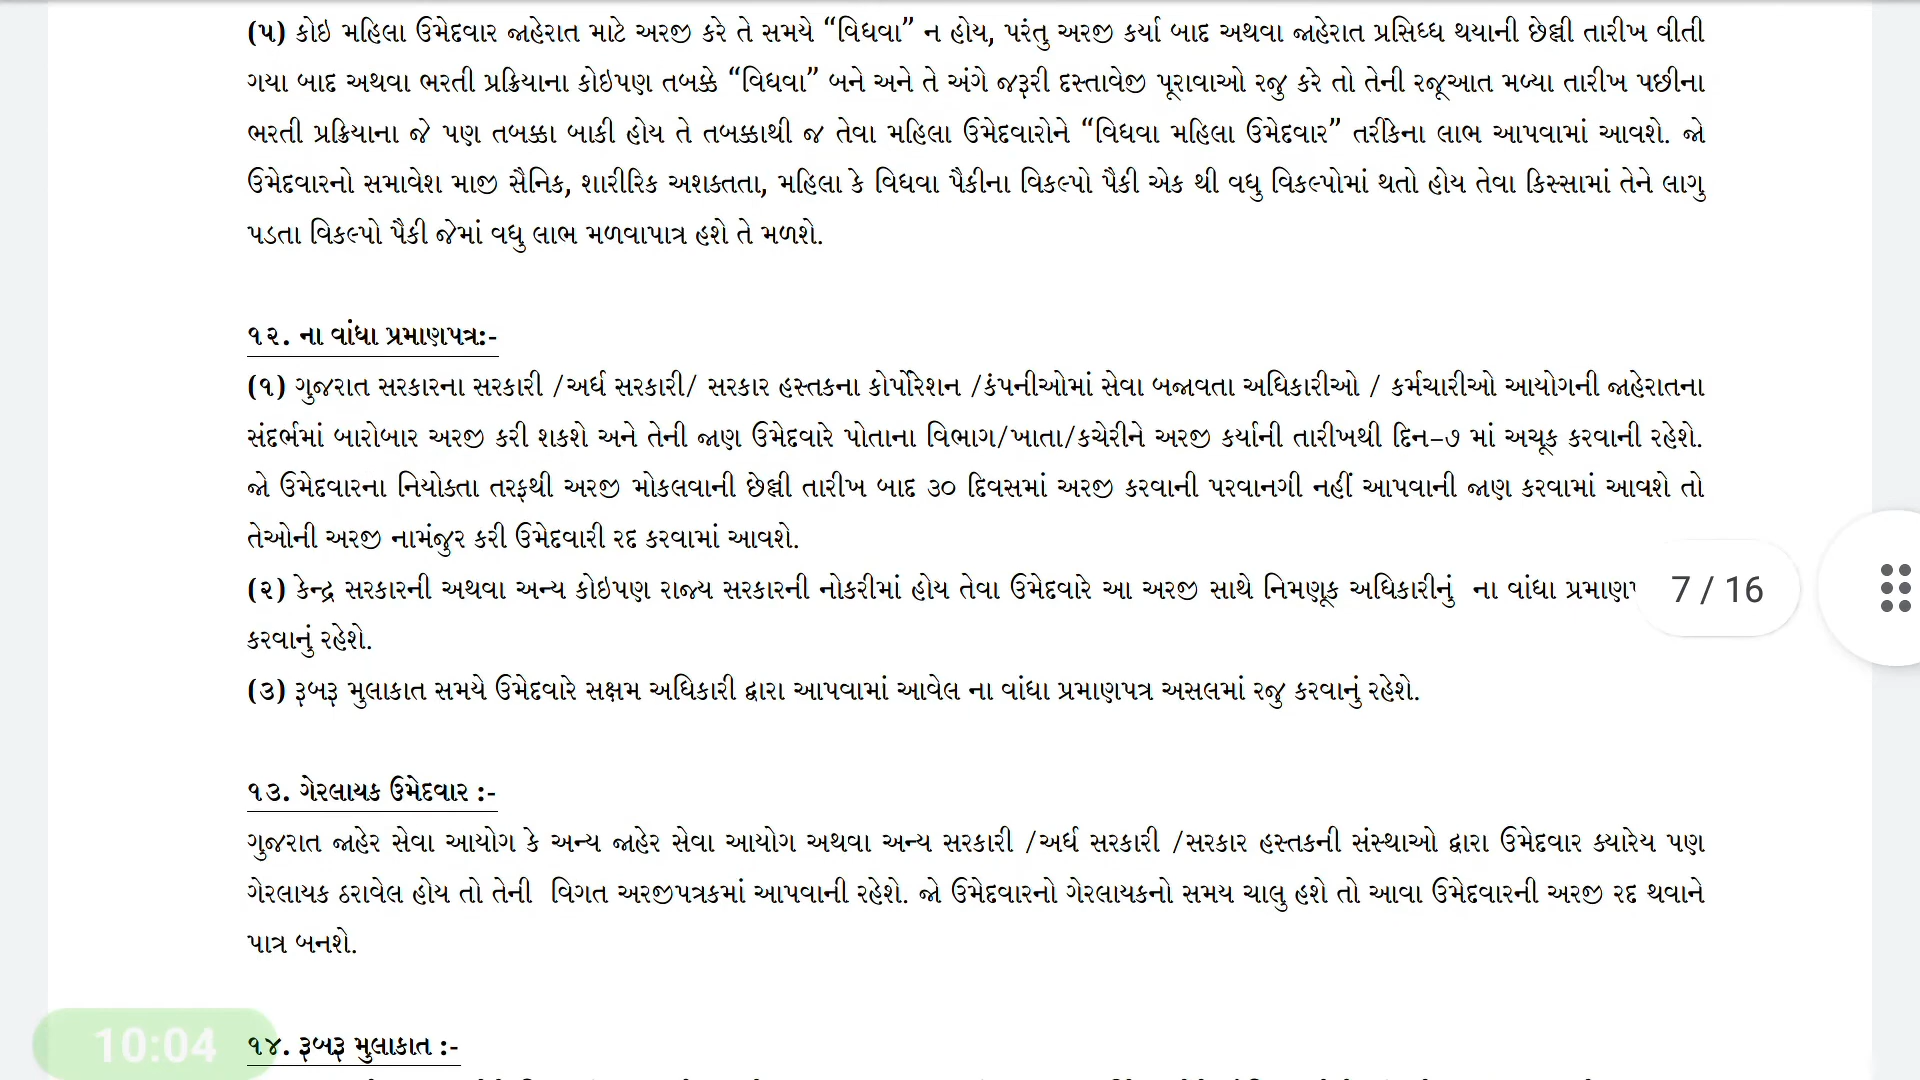 (૫) કોઇ મહિલા ઉમેદવાર જાહેરાત માટે અરજી કરે તે સમયે “વિધવા” ન હોય, પરંતુ અરજી કર્યા બાદ અથવા જાહેરાત પ્રસિધ્ધ થયાની છેલ્લી તારીખ વીતી
ગયા બાદ અથવા ભરતી પ્રક્રિયાના કોઇપણ તબક્કે “વિધવા” બને અને તે અંગે જરૂરી દસ્તાવેજી પૂરાવાઓ રજુ કરે તો તેની રજૂઆત મળ્યા તારીખ પછીના
ભરતી પ્રક્રિયાના જે પણ તબક્કા બાકી હોય તે તબક્કાથી જ તેવા મહિલા ઉમેદવારોને “વિધવા મહિલા ઉમેદવાર” તરીકેના લાભ આપવામાં આવશે. જો
ઉમેદવારનો સમાવેશ માજી સૈનિક, શારીરિક અશક્તતા, મહિલા કે વિધવા પૈકીના વિકલ્પો પૈકી એક થી વધુ વિકલ્પોમાં થતો હોય તેવા કિસ્સામાં તેને લાગુ
પડતા વિકલ્પો પૈકી જેમાં વધુ લાભ મળવાપાત્ર હશે તે મળશે.
૧૨. ના વાંધા પ્રમાણપત્ર:-
(૧) ગુજરાત સરકારના સરકારી /અર્ધ સરકારી/ સરકાર હસ્તકના કોર્પોરેશન /કંપનીઓમાં સેવા બજાવતા અધિકારીઓ / કર્મચારીઓ આયોગની જાહેરાતના
સંદર્ભમાં બારોબાર અરજી કરી શકશે અને તેની જાણ ઉમેદવારે પોતાના વિભાગ/ખાતા/કચેરીને અરજી કર્યાની તારીખથી દિન-૭ માં અચૂક કરવાની રહેશે.
જો ઉમેદવારના નિયોક્તા તરફથી અરજી મોકલવાની છેલ્લી તારીખ બાદ ૩૦ દિવસમાં અરજી કરવાની પરવાનગી નહીં આપવાની જાણ કરવામાં આવશે તો
તેઓની અરજી નામંજુર કરી ઉમેદવારી રદ કરવામાં આવશે.
(૨) કેન્દ્ર સરકારની અથવા અન્ય કોઇપણ રાજ્ય સરકારની નોકરીમાં હોય તેવા ઉમેદવારે આ અરજી સાથે નિમણૂક અધિકારીનું ના વાંધા 7 / 16
કરવાનું રહેશે.
(૩) રૂબરૂ મુલાકાત સમયે ઉમેદવારે સક્ષમ અધિકારી દ્વારા આપવામાં આવેલ ના વાંધા પ્રમાણપત્ર અસલમાં રજુ કરવાનું રહેશે.
૧૩. ગેરલાયક ઉમેદવાર :-
ગુજરાત જાહેર સેવા આયોગ કે અન્ય જાહેર સેવા આયોગ અથવા અન્ય સરકારી /અર્ધ સરકારી /સરકાર હસ્તકની સંસ્થાઓ દ્વારા ઉમેદવાર ક્યારેય પણ
ગેરલાયક ઠરાવેલ હોય તો તેની વિગત અરજીપત્રકમાં આપવાની રહેશે. જો ઉમેદવારનો ગેરલાયકનો સમય ચાલુ હશે તો આવા ઉમેદવારની અરજી રદ થવાને
પાત્ર બનશે.
10:04 ૧૪. રૂબરૂ મુલાકાત :-